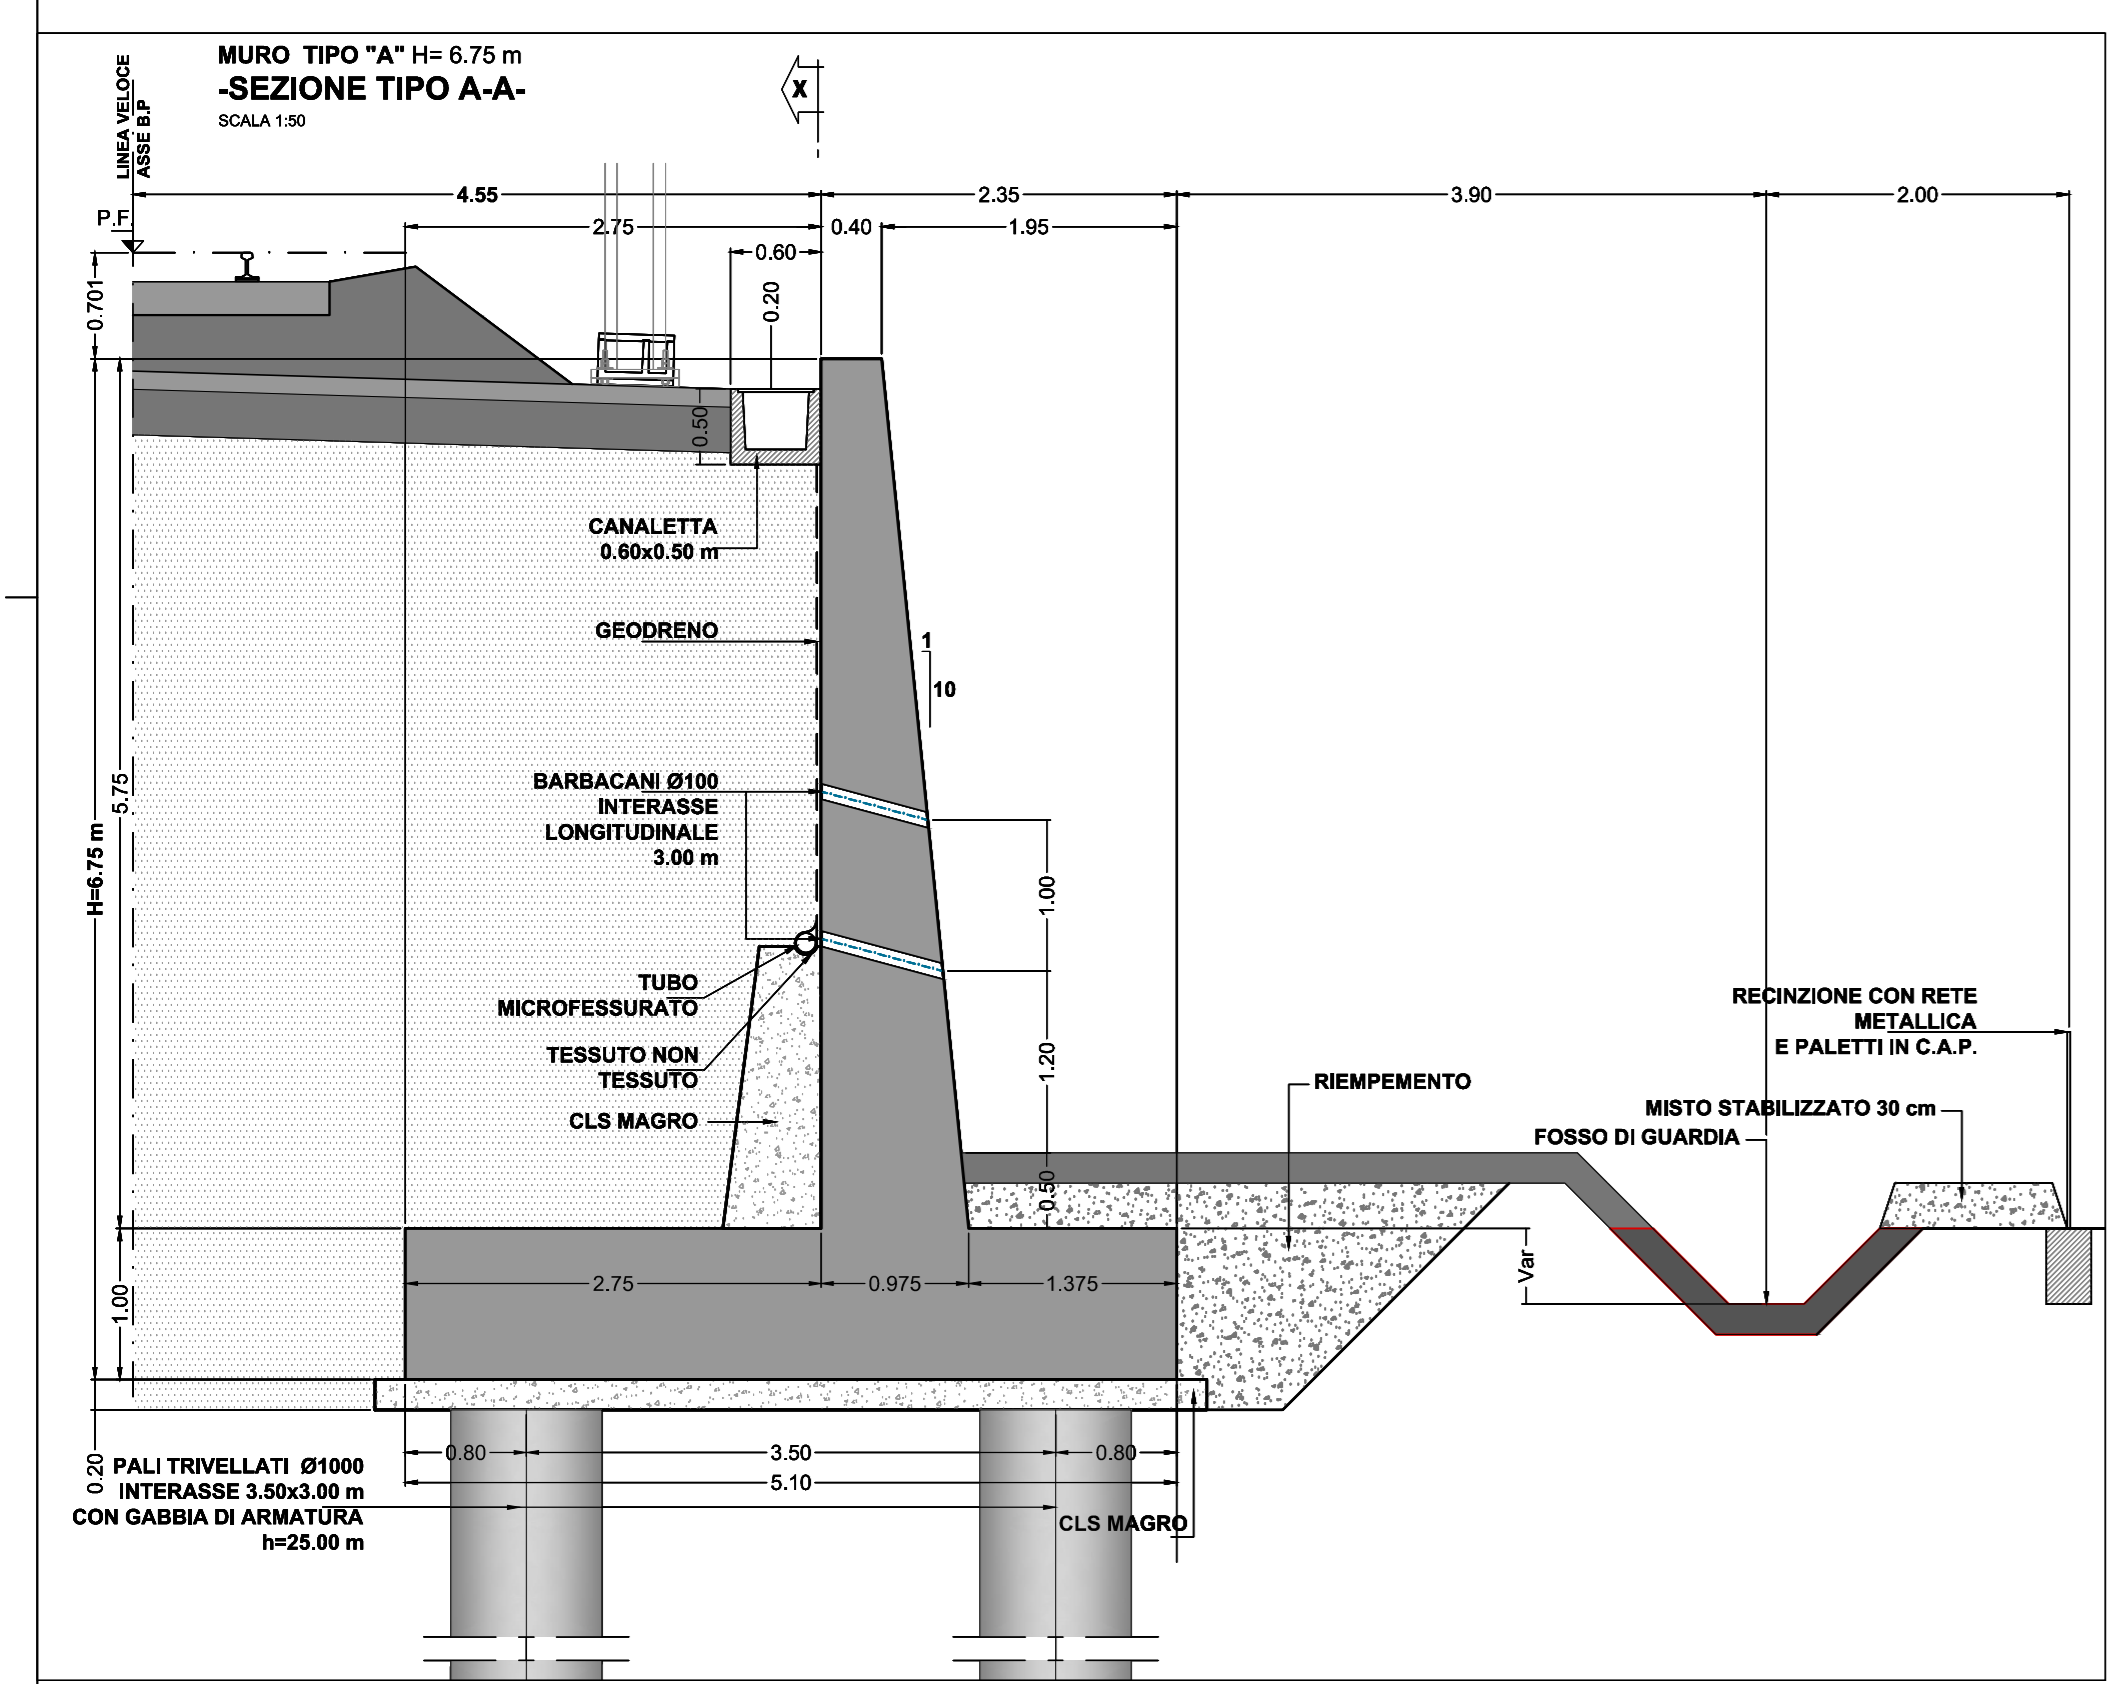 MURO TIPO "A" H= 6.75 m
-SEZIONE TIPO A-A-
SCALA 1:50
LINEA VELOCE
ASSE B.P
X
4.55
2.35
3.90
2.00
P.F.
2.75
0.40
1.95
0.60
0.701
0.20
0.50
CANALETTA
0.60x0.50 m
GEODRENO
1
10
5.75
H=6.75 m
BARBACANI Ø100
INTERASSE
LONGITUDINALE
3.00 m
1.00
TUBO
MICROFESSURATO
TESSUTO NON
TESSUTO
CLS MAGRO
1.20
0.50
RECINZIONE CON RETE
METALLICA
E PALETTI IN C.A.P.
RIEMPEMENTO
MISTO STABILIZZATO 30 cm
FOSSO DI GUARDIA
Var
2.75
0.975
1.375
1.00
0.20
0.80
3.50
0.80
5.10
PALI TRIVELLATI Ø1000
INTERASSE 3.50x3.00 m
CON GABBIA DI ARMATURA
h=25.00 m
CLS MAGRO